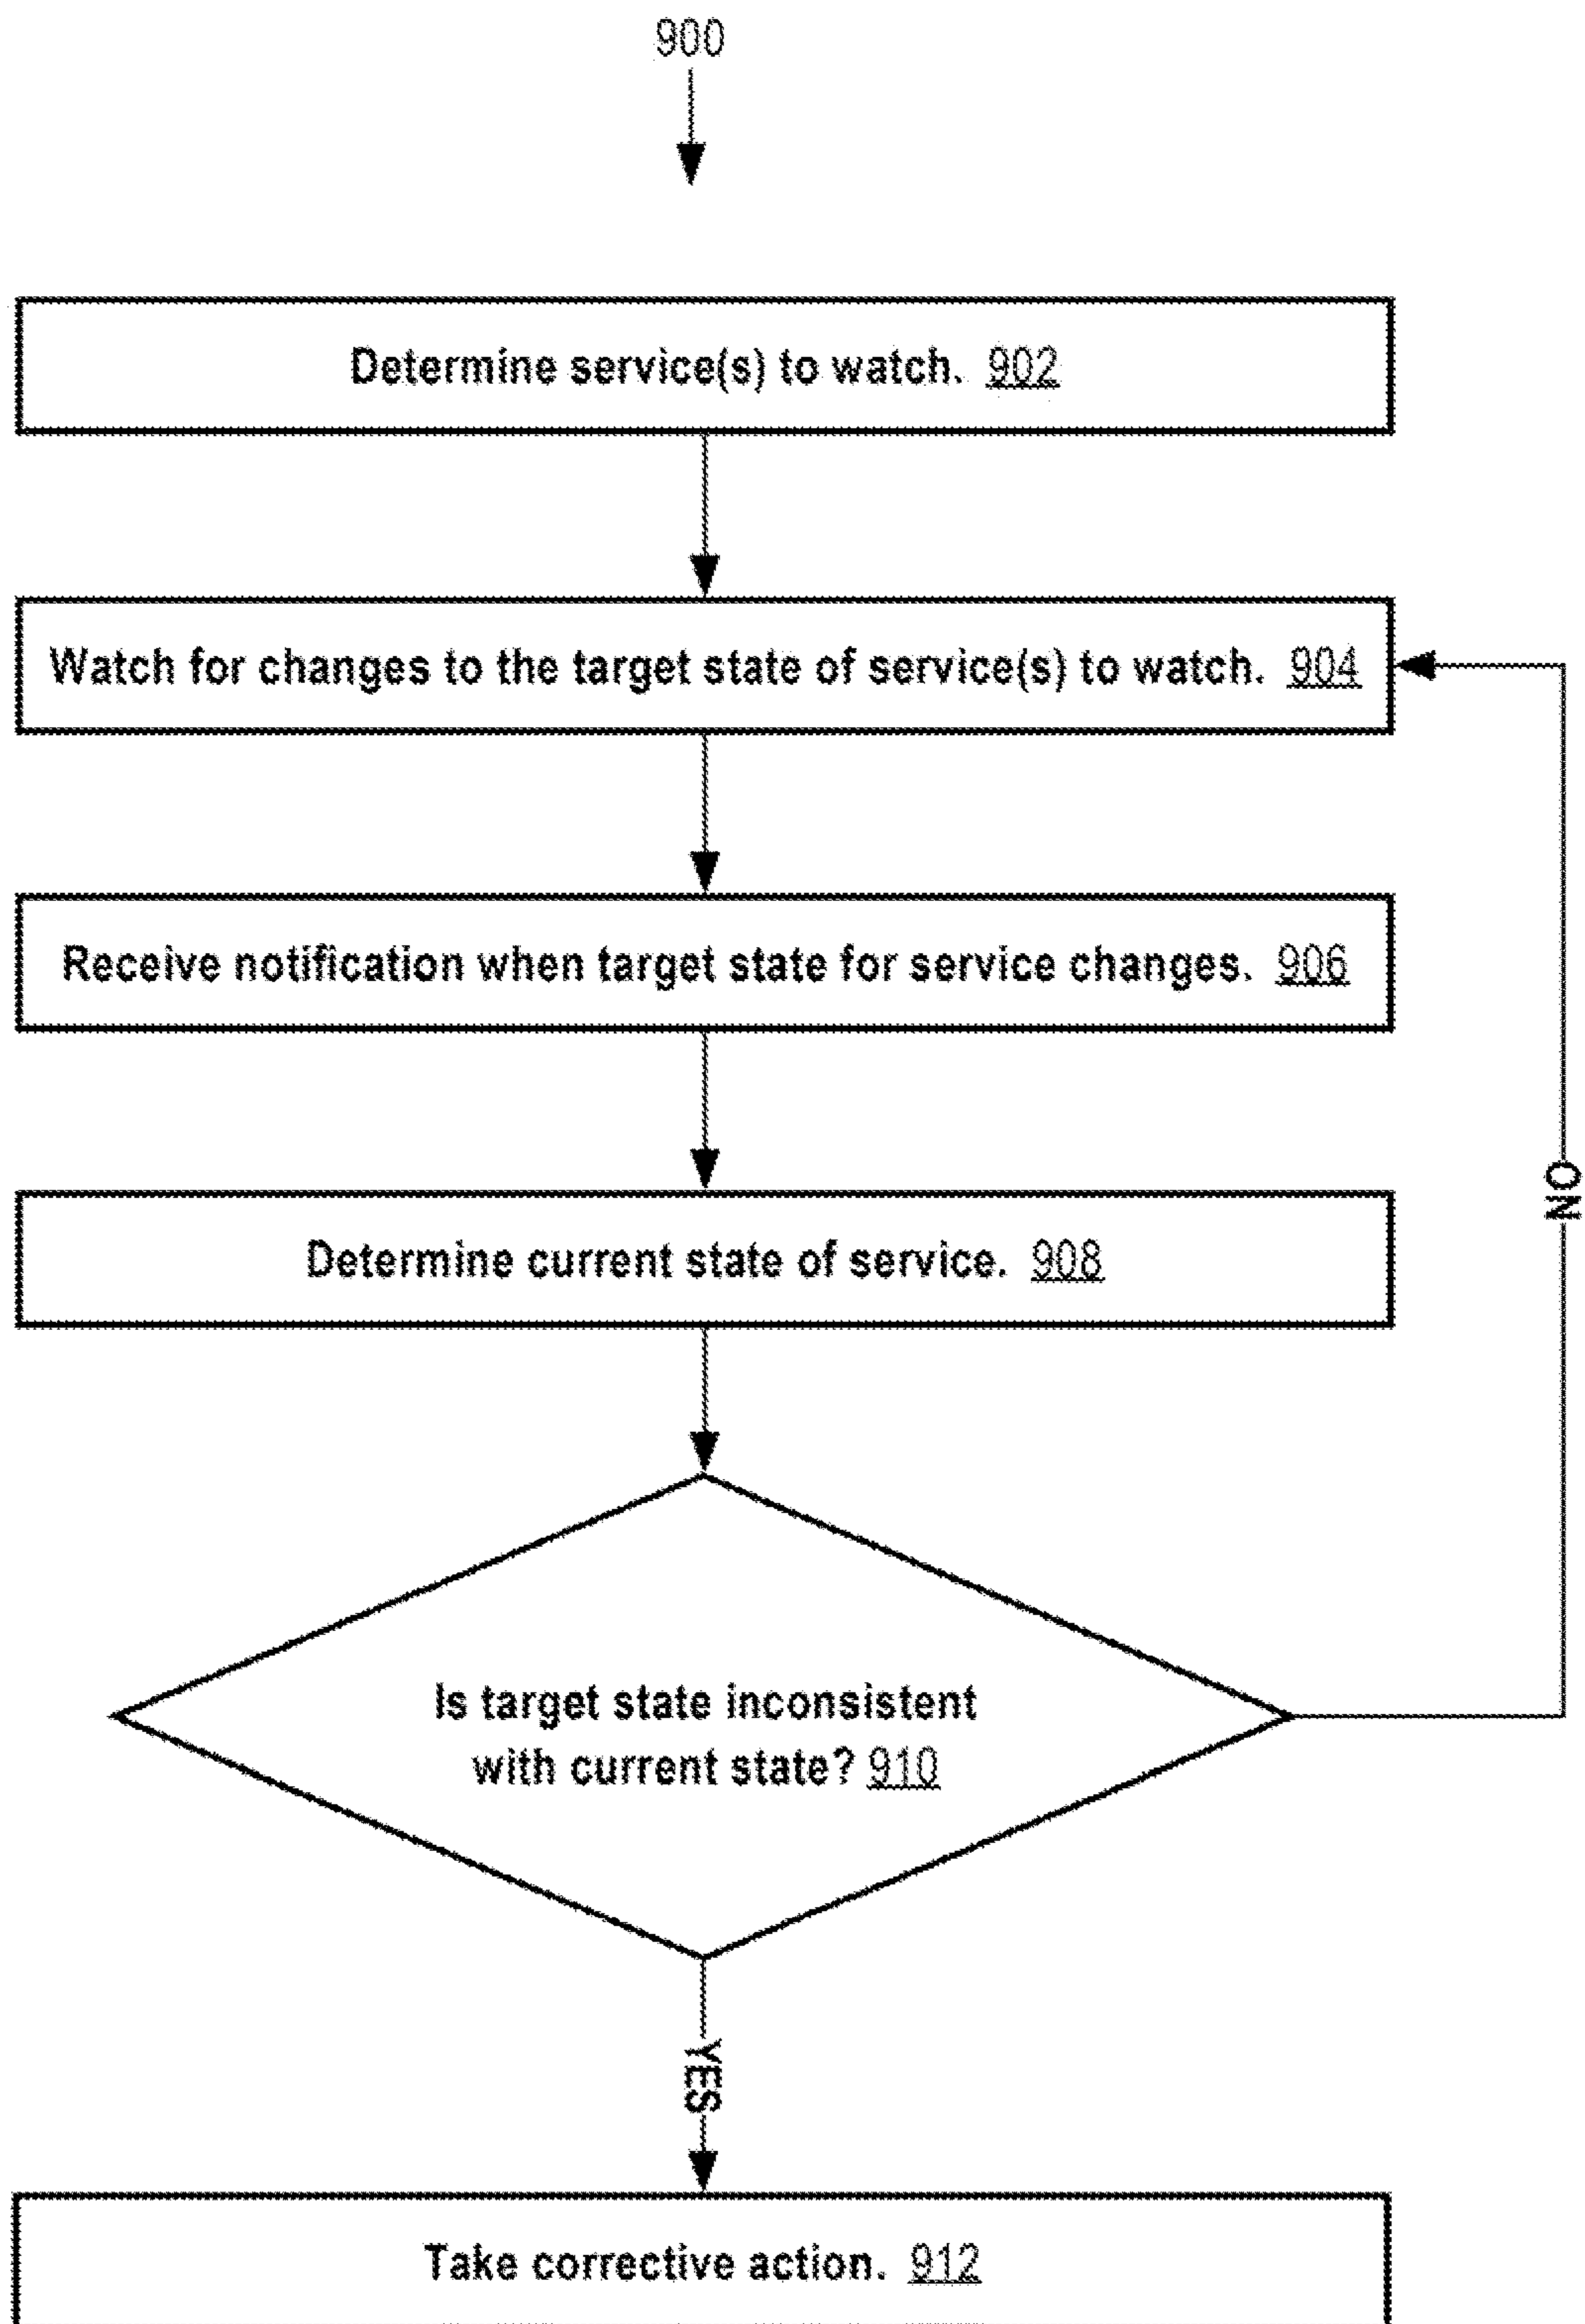 900
Determine service(s) to watch. 902
Watch for changes to the target state of service(s) to watch. 904
Receive notification when target state for service changes. 906
Determine current state of service. 908
NO
Is target state inconsistent
with current state? 910
YES
Take corrective action. 912